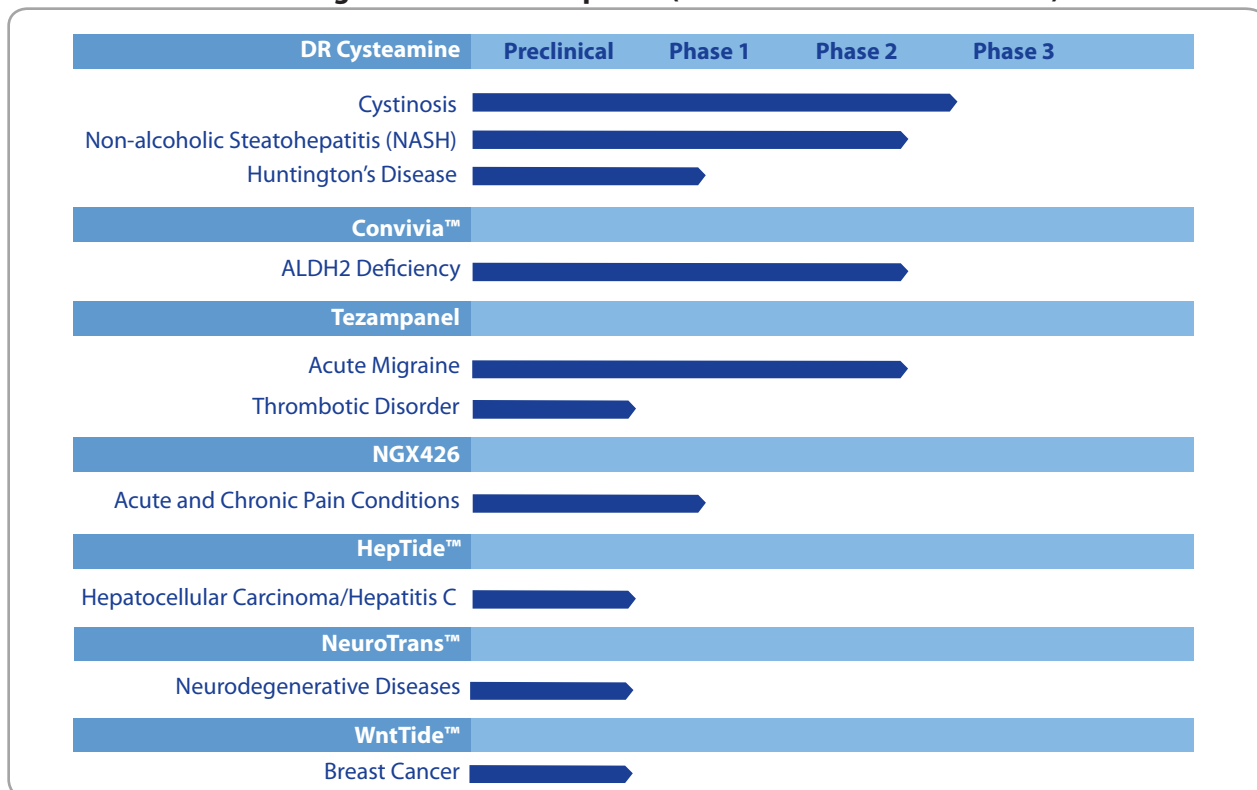 DR Cysteamine Preclinical Phase 1 Phase 2 Phase 3
Cystinosis
Non-alcoholic Steatohepatitis (NASH)
Huntington's Disease
Convivia™
ALDH2 Deficiency
Tezampanel
Acute Migraine
Thrombotic Disorder
NGX426
Acute and Chronic Pain Conditions
HepTide™
Hepatocellular Carcinoma/Hepatitis C
NeuroTrans™
Neurodegenerative Diseases
WntTide™
Breast Cancer